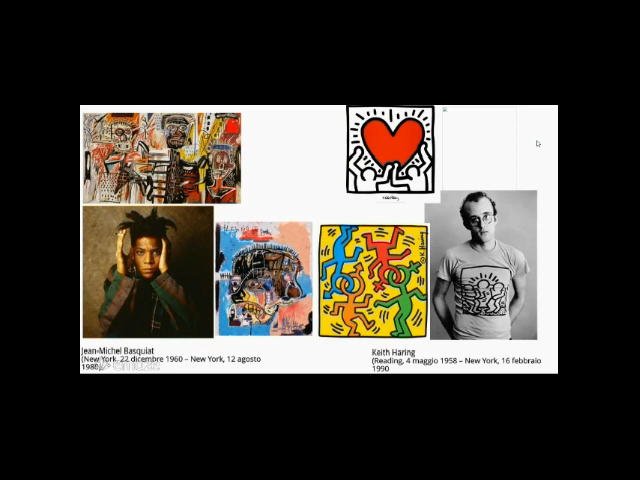 Jean-Michel Basquiat
(New York, 22 dicembre 1960 – New York, 12 agosto
Keith Haring
(Reading, 4 maggio 1958 – New York, 16 febbraio
1990